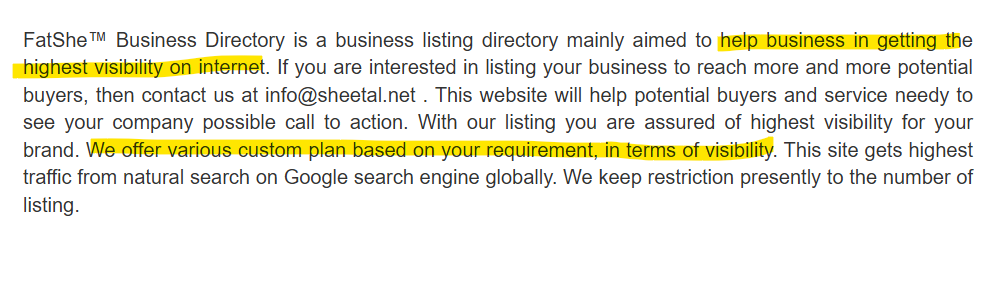 FatShe™ Business Directory is a business listing directory mainly aimed to help business in getting the
highest visibility on internet. If you are interested in listing your business to reach more and more potential
buyers, then contact us at info@sheetal.net . This website will help potential buyers and service needy to
see your company possible call to action. With our listing you are assured of highest visibility for your
brand. We offer various custom plan based on your requirement, in terms of visibility. This site gets highest
traffic from natural search on Google search engine globally. We keep restriction presently to the number of
listing.